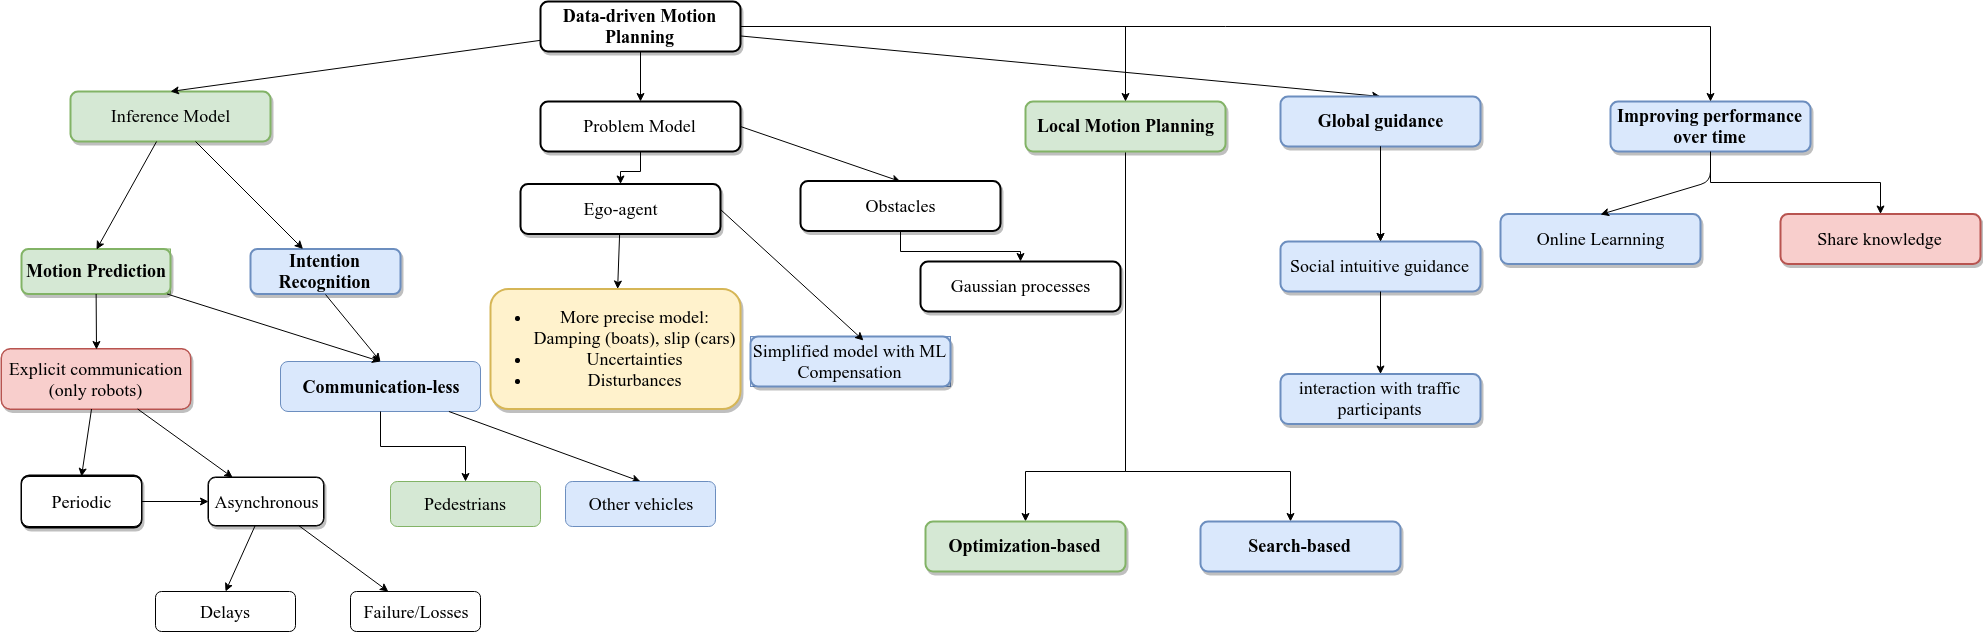 Data-driven Motion
Planning
Inference Model
Problem Model
Local Motion Planning
Global guidance
Improving performance
over time
Ego-agent
Obstacles
Online Learnning
Share knowledge
Motion Prediction
Intention
Recognition
Social intuitive guidance
Gaussian processes
More precise model:
Damping (boats), slip (cars)
Uncertainties
Disturbances
Simplified model with ML
Compensation
Explicit communication
(only robots)
Communication-less
interaction with traffic
participants
Periodic
Asynchronous
Pedestrians
Other vehicles
Optimization-based
Search-based
Delays
Failure/Losses